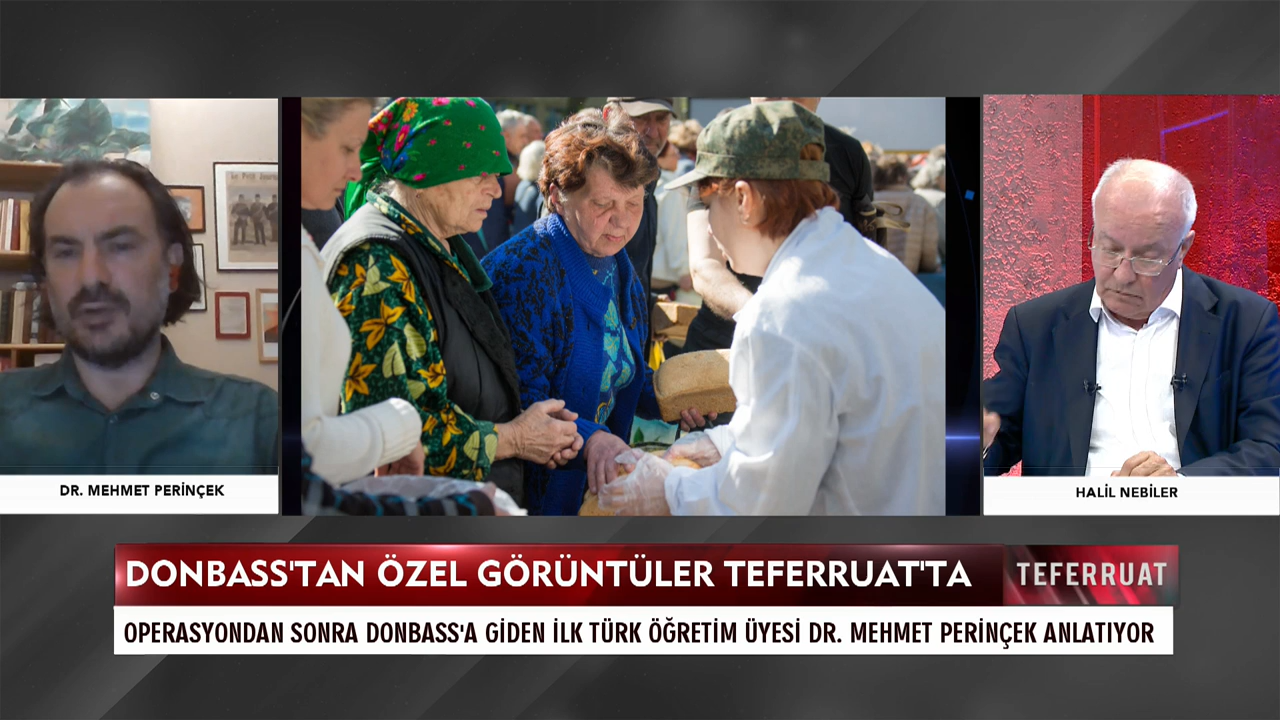 DR. MEHMET PERİNÇEK
HALİL NEBİLER
DONBASS'TAN ÖZEL GÖRÜNTÜLER TEFERRUAT'TA
TEFERRUAT
OPERASYONDAN SONRA DONBASS'A GİDEN İLK TÜRK ÖĞRETİM ÜYESİ DR. MEHMET PERİNÇEK ANLATIYOR